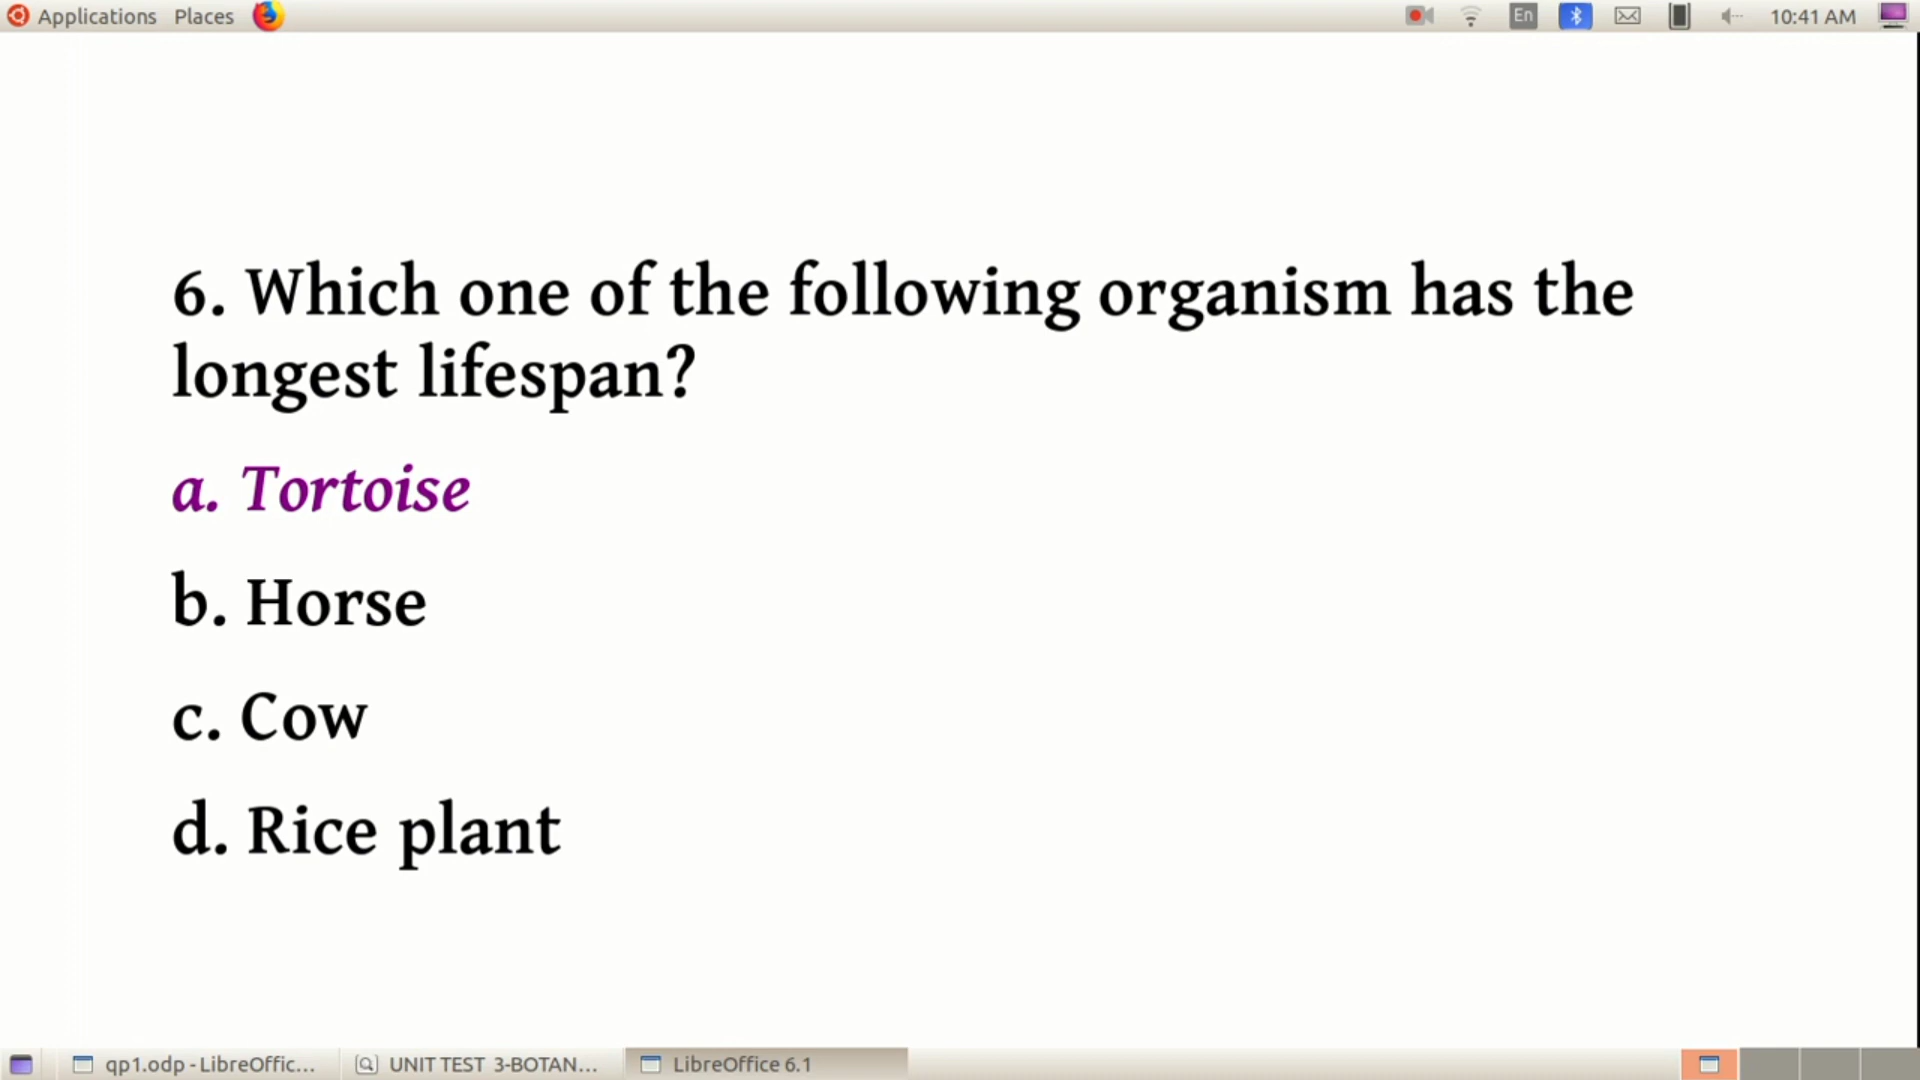 Applications Places En 10:41 AM
6. Which one of the following organism has the
longest lifespan?
a. Tortoise
b. Horse
c. Cow
d. Rice plant
qp1.odp - LibreOffic... UNIT TEST 3-BOTAN... LibreOffice 6.1